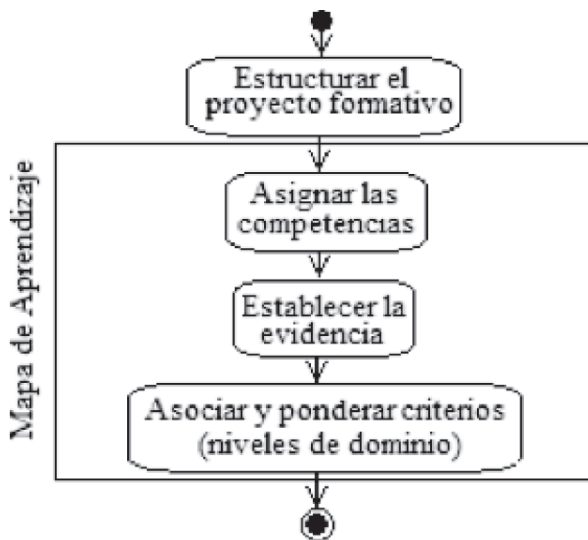 Estructurar el
proyecto formativo
Mapa de Aprendizaje
Asignar las
competencias
Establecer la
evidencia
Asociar y ponderar criterios
(niveles de dominio)